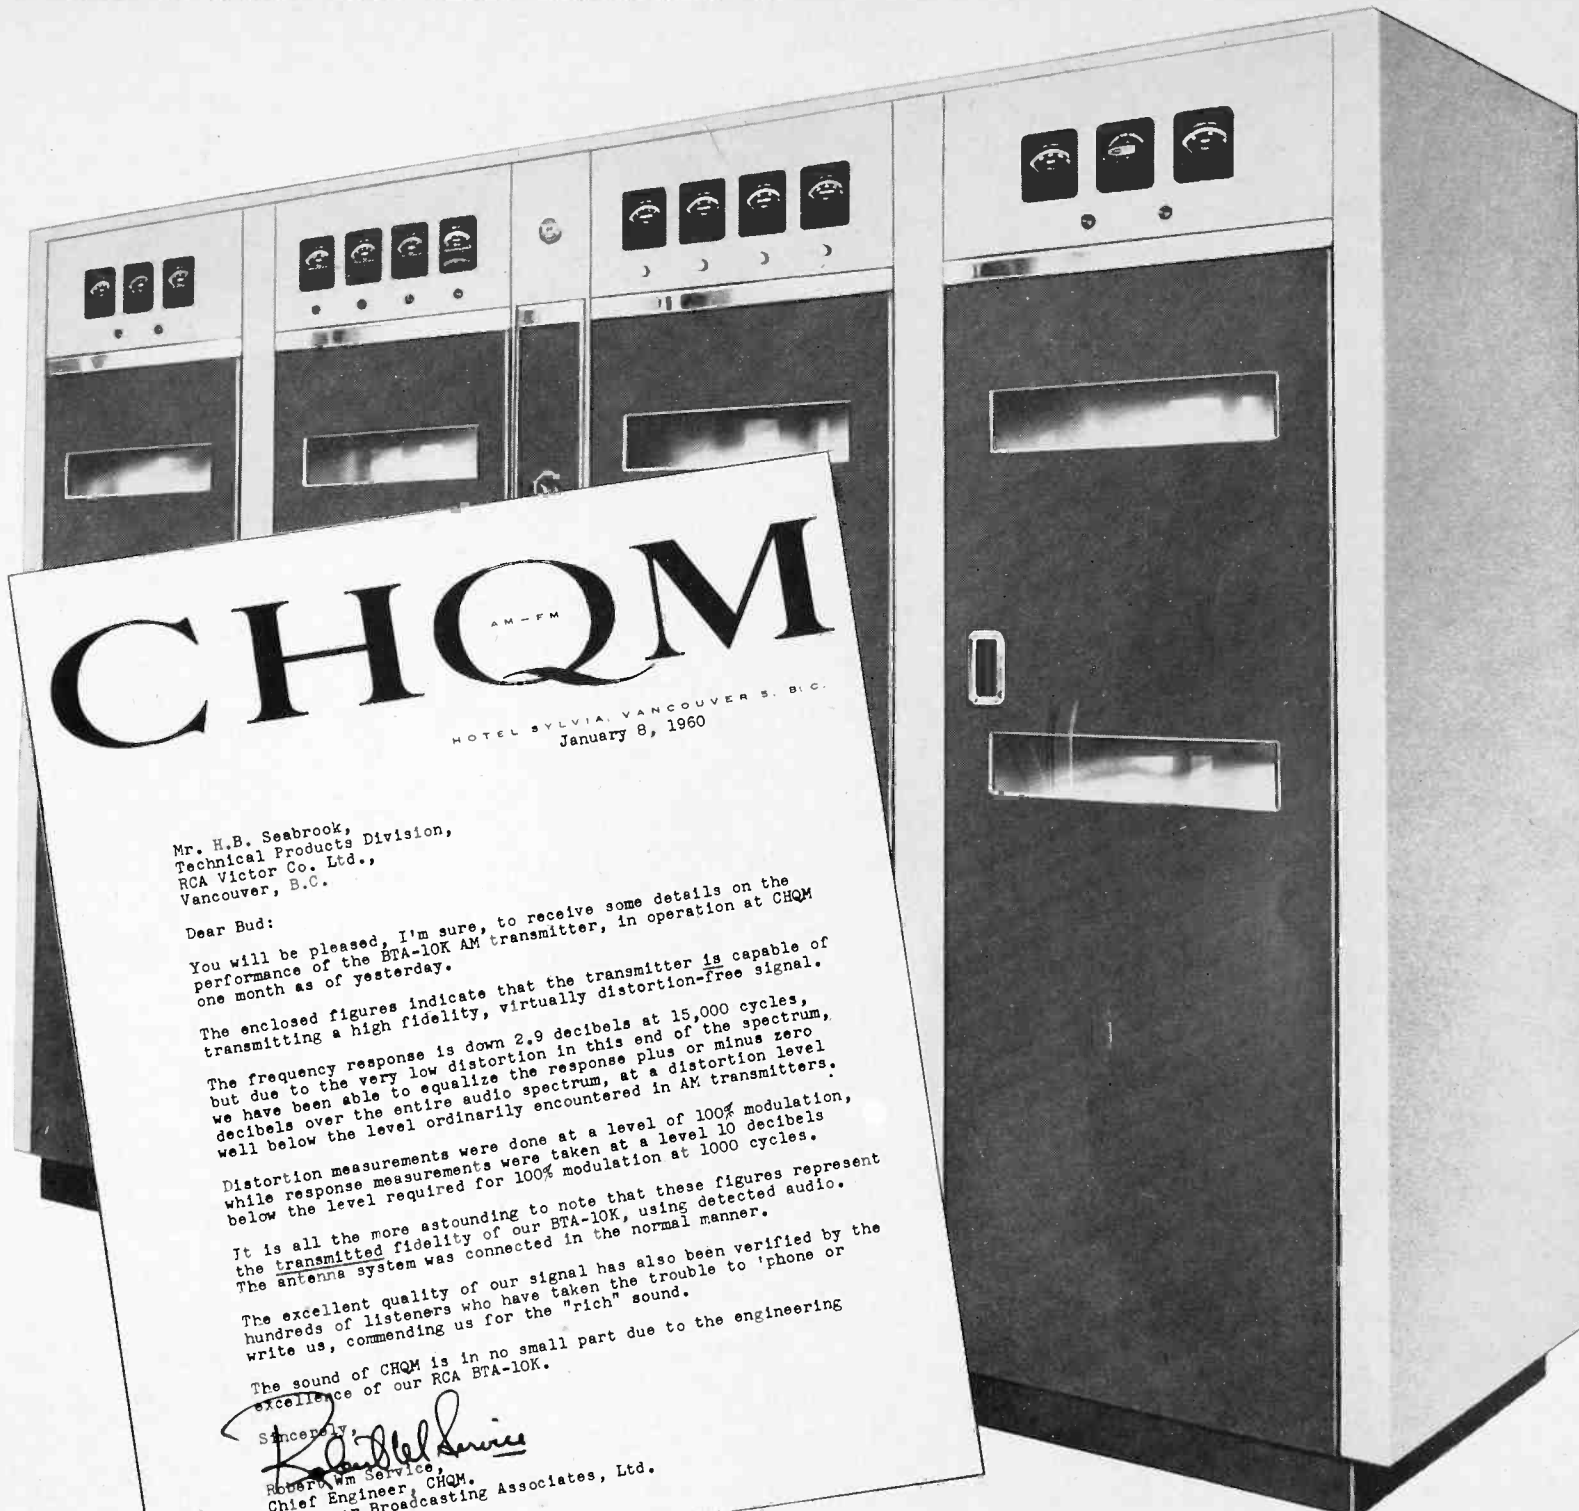 CHQM
AM-FM
HOTEL SYLVIA, VANCOUVER 5, B.C.
January 8, 1960
Mr. H.B. Seabrook,
Technical Products Division,
RCA Victor Co. Ltd.,
Vancouver, B.C.
Dear Bud:
You will be pleased, I'm sure, to receive some details on the
performance of the BTA-10K AM transmitter, in operation at CHQM
one month as of yesterday.
The enclosed figures indicate that the transmitter is capable of
transmitting a high fidelity, virtually distortion-free signal.
The frequency response is down 2.9 decibels at 15,000 cycles,
but due to the very low distortion in this end of the spectrum,
we have been able to equalize the response plus or minus zero
decibels over the entire audio spectrum, at a distortion level
well below the level ordinarily encountered in AM transmitters.
Distortion measurements were done at a level of 100% modulation,
while response measurements were taken at a level 10 decibels
below the level required for 100% modulation at 1000 cycles.
It is all the more astounding to note that these figures represent
the transmitted fidelity of our BTA-10K, using detected audio.
The antenna system was connected in the normal manner.
The excellent quality of our signal has also been verified by the
hundreds of listeners who have taken the trouble to 'phone or
write us, commending us for the "rich" sound.
The sound of CHQM is in no small part due to the engineering
excellence of our RCA BTA-10K.
Sincerely,
Robert Wm Service
Robert Wm Service,
Chief Engineer, CHQM.
Broadcasting Associates, Ltd.